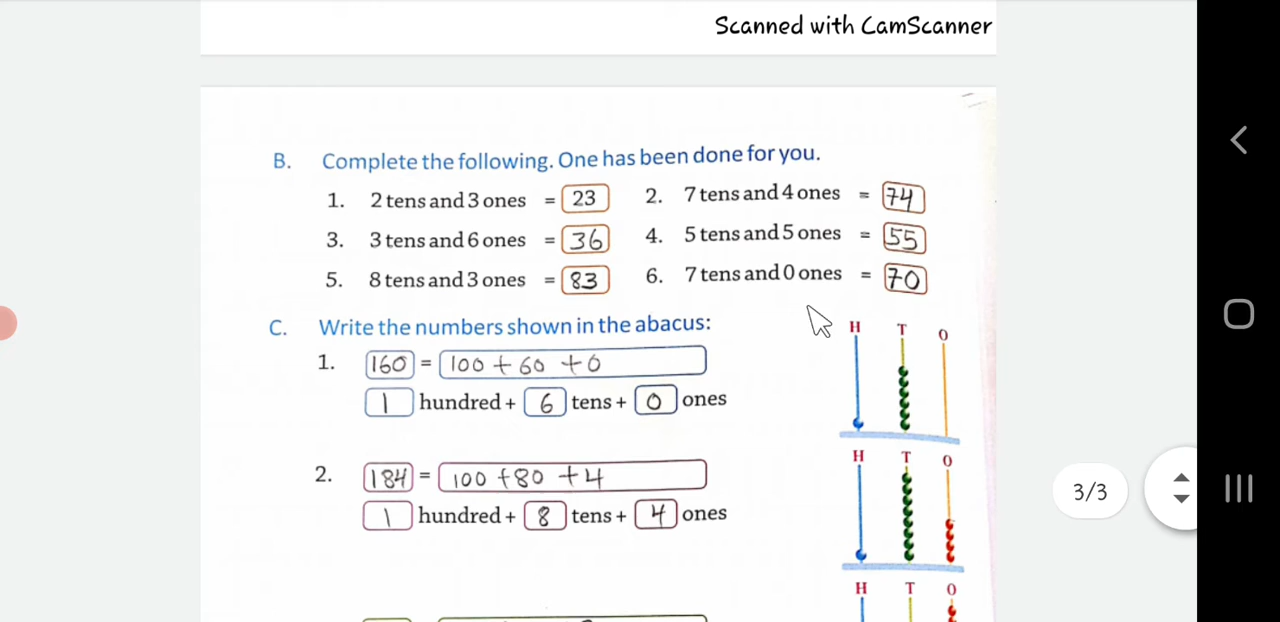 Scanned with CamScanner
B. Complete the following. One has been done for you.
1. 2 tens and 3 ones = 23 2. 7 tens and 4 ones = 74
3. 3 tens and 6 ones = 36 4. 5 tens and 5 ones = 55
5. 8 tens and 3 ones = 83 6. 7 tens and 0 ones = 70
C. Write the numbers shown in the abacus:
H T O
1. 160 = 100 + 60 + 0
1 hundred + 6 tens + 0 ones
H T O
2. 184 = 100 + 80 + 4
1 hundred + 8 tens + 4 ones
3/3
H T O